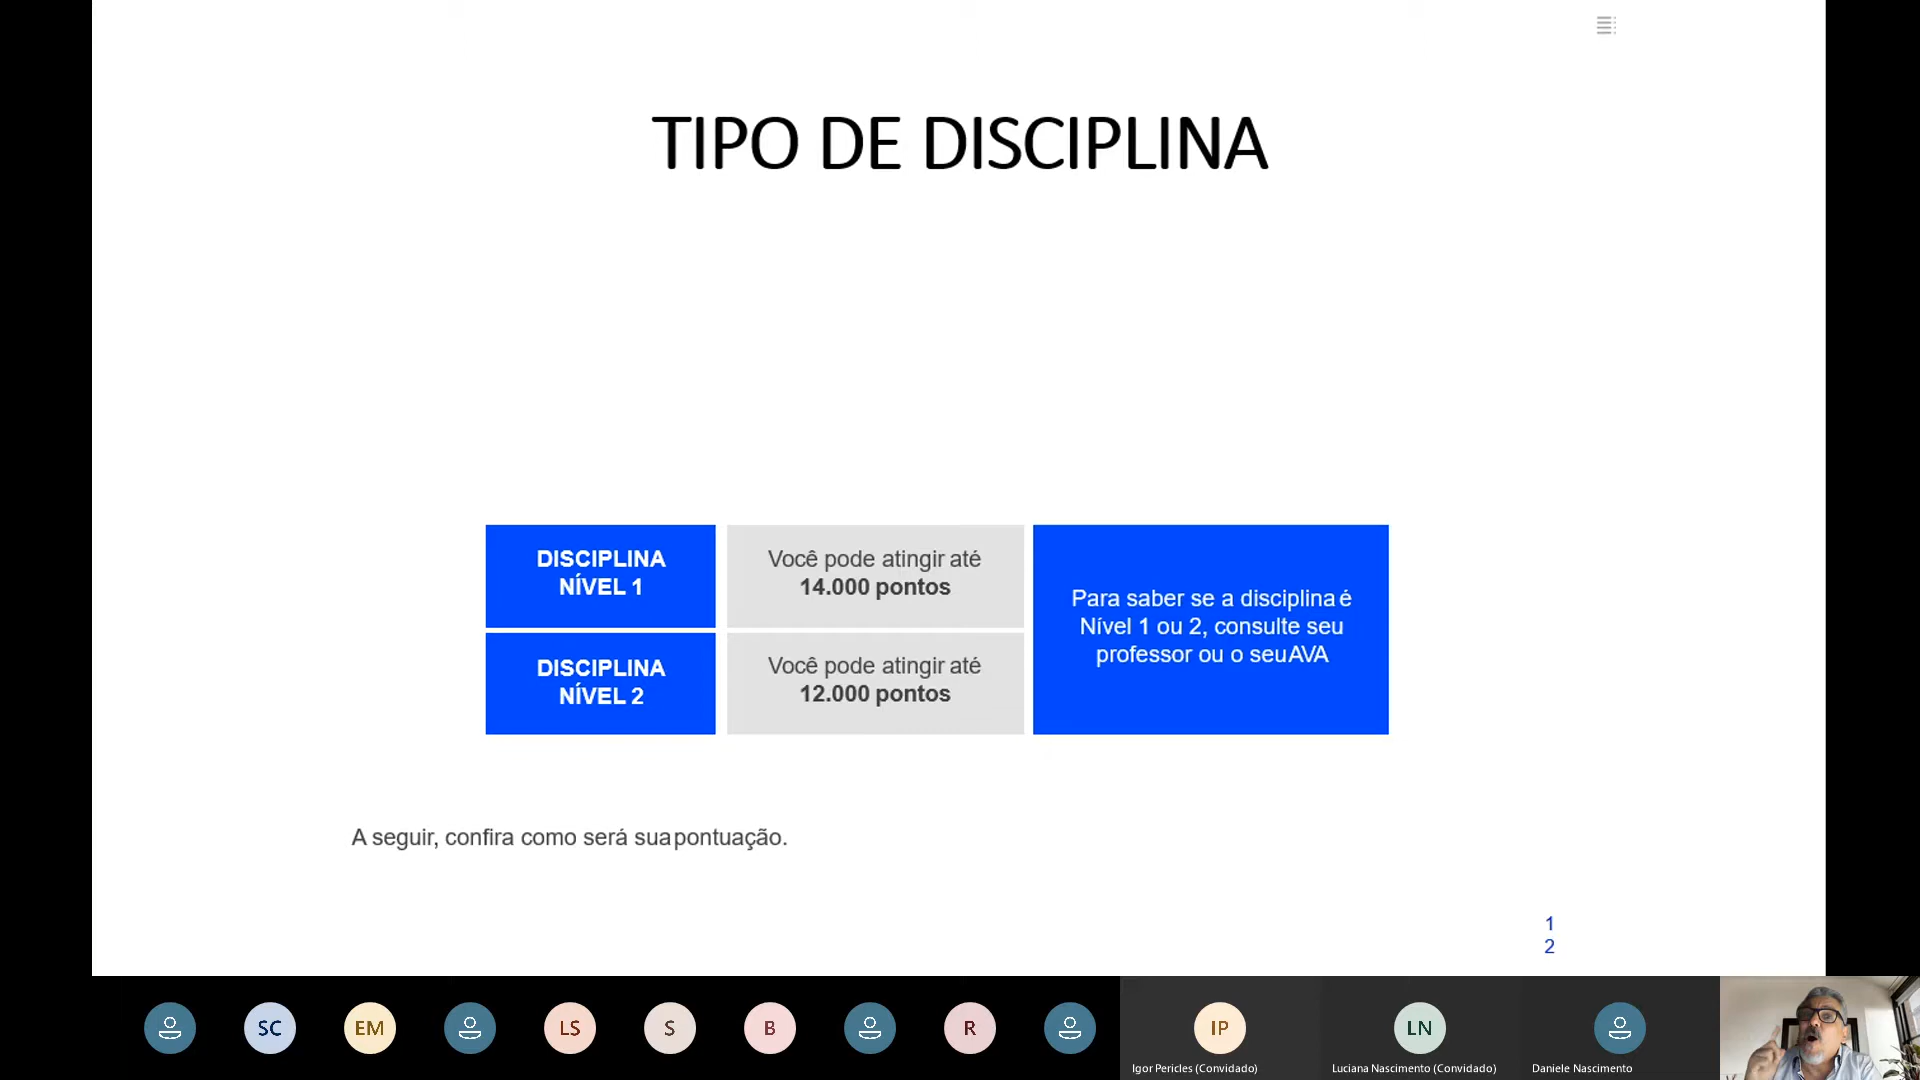 TIPO DE DISCIPLINA
DISCIPLINA
NÍVEL 1
Você pode atingir até
14.000 pontos
DISCIPLINA
NÍVEL 2
Você pode atingir até
12.000 pontos
Para saber se a disciplina é
Nível 1 ou 2, consulte seu
professor ou o seu AVA
A seguir, confira como será sua pontuação.
1
2
SC
EM
LS
S
B
R
IP
LN
Igor Pericles (Convidado)
Luciana Nascimento (Convidado)
Daniele Nascimento